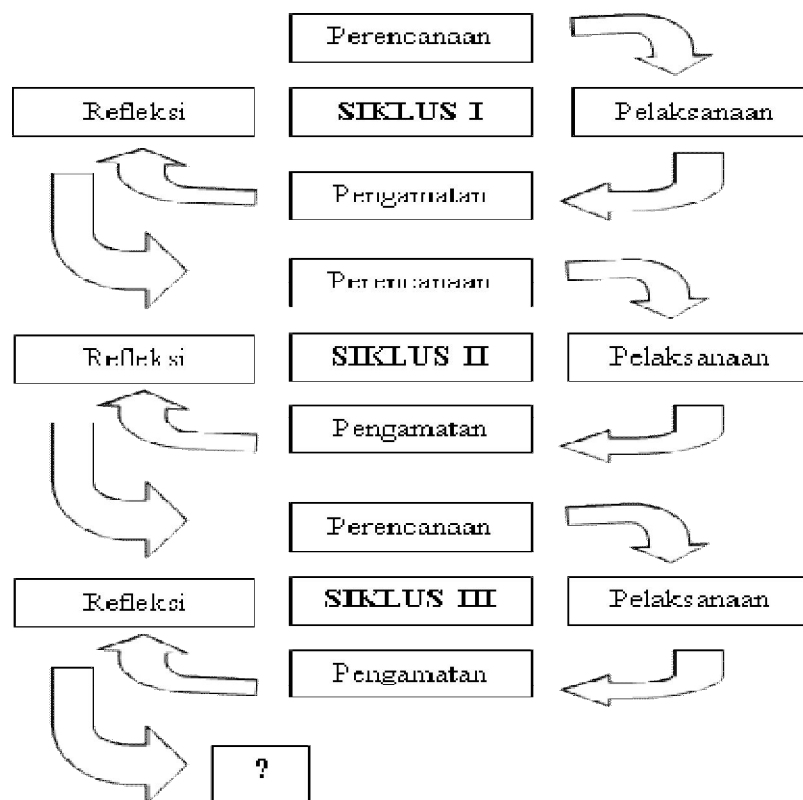 Perencanaan
Refleksi
SIKLUS I
Pelaksanaan
Pengamatan
Perencanaan
Refleksi
SIKLUS II
Pelaksanaan
Pengamatan
Perencanaan
Refleksi
SIKLUS III
Pelaksanaan
Pengamatan
?